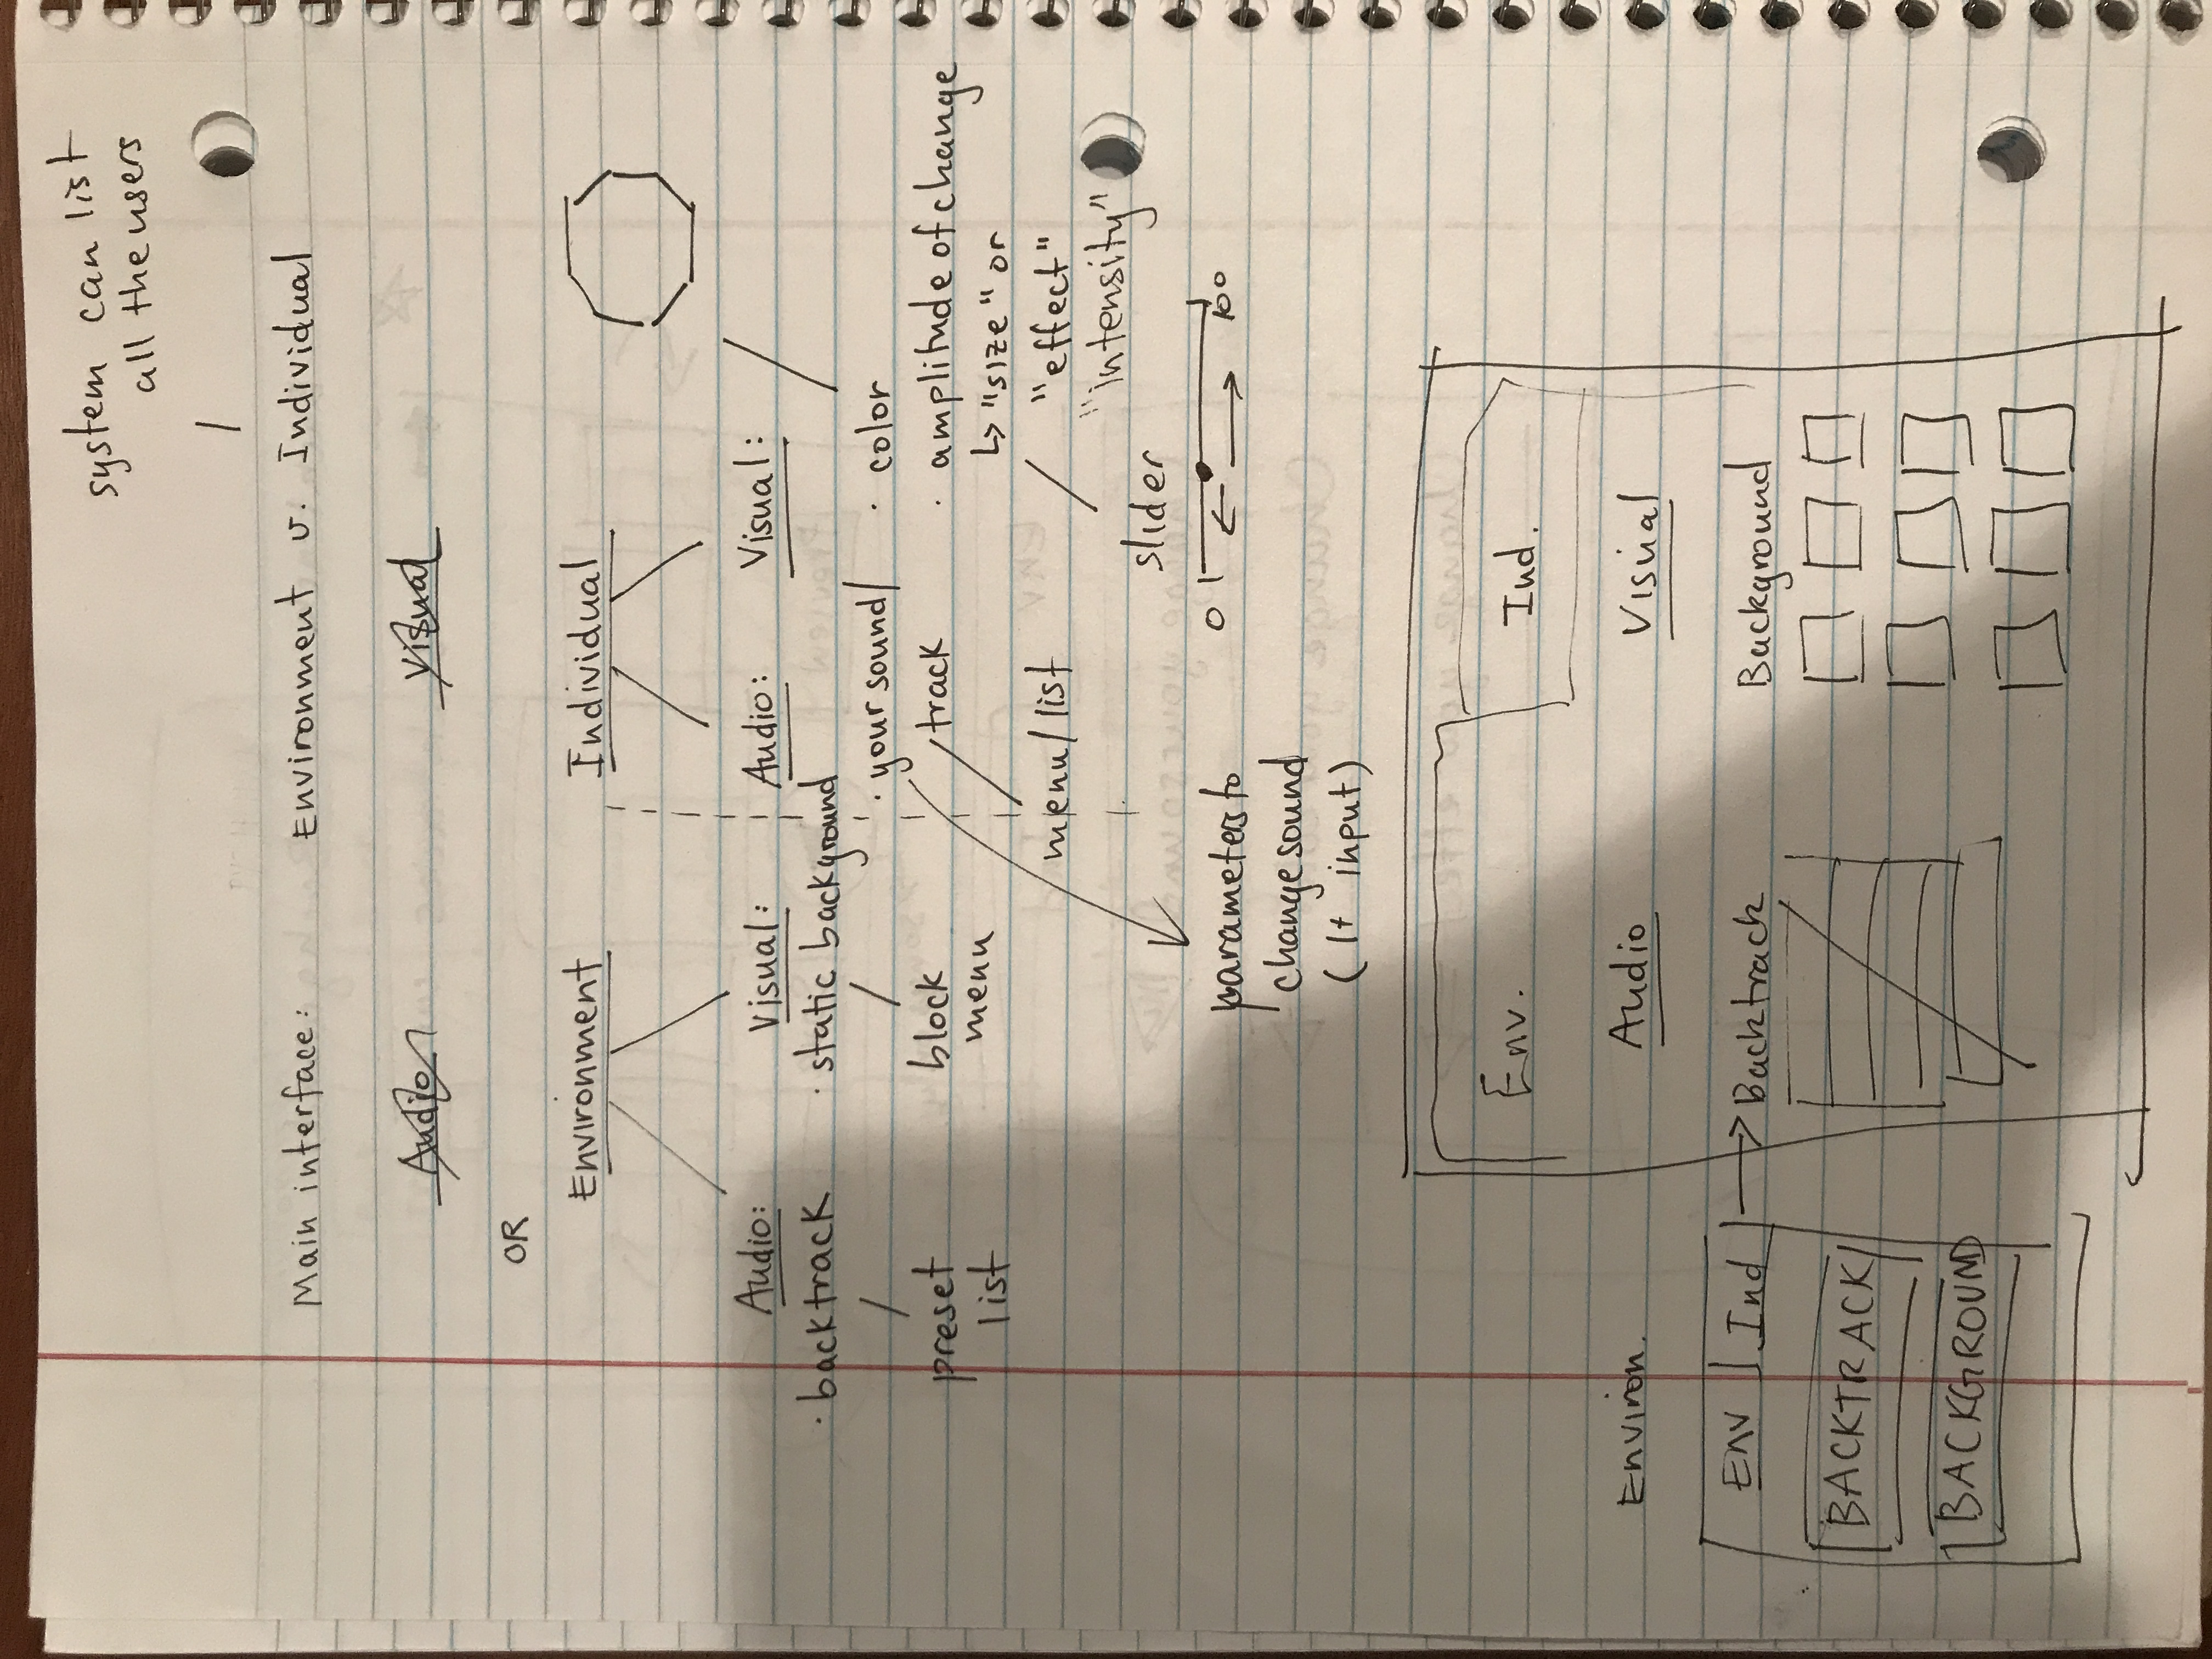 system can list
all the users
Main interface: Environment v. Individual
Audio Visual
OR
Environment Individual
Audio: Visual: Audio: Visual:
· backtrack · static background
· your sound/ · color
preset block track · amplitude of change
list menu ↳ "size" or
menu/list "effect"
"intensity"
slider
0 100
parameters to
change sound
(1+ input)
Env. Ind.
Environ. Audio Visual
Env Ind → Backtrack Background
BACKTRACK
BACKGROUND